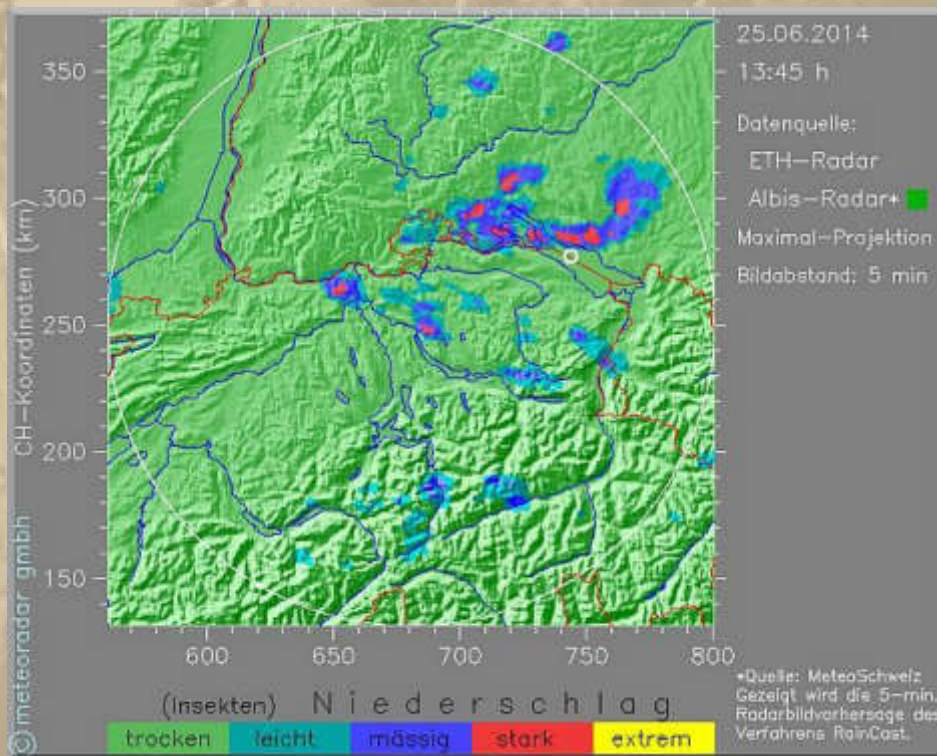 25.06.2014
13:45 h
Datenquelle:
ETH-Radar
Albis-Radar*
Maximal-Projektion
Bildabstand: 5 min
CH-Koordinaten (km)
350
300
250
200
150
600
650
700
750
800
(Insekten) Niederschlag
trocken leicht mässig stark extrem
*Quelle: MeteoSchweiz
Gezeigt wird die 5-min.
Radarbildvorhersage des
Verfahrens RainCast.
© meteoradar gmbh